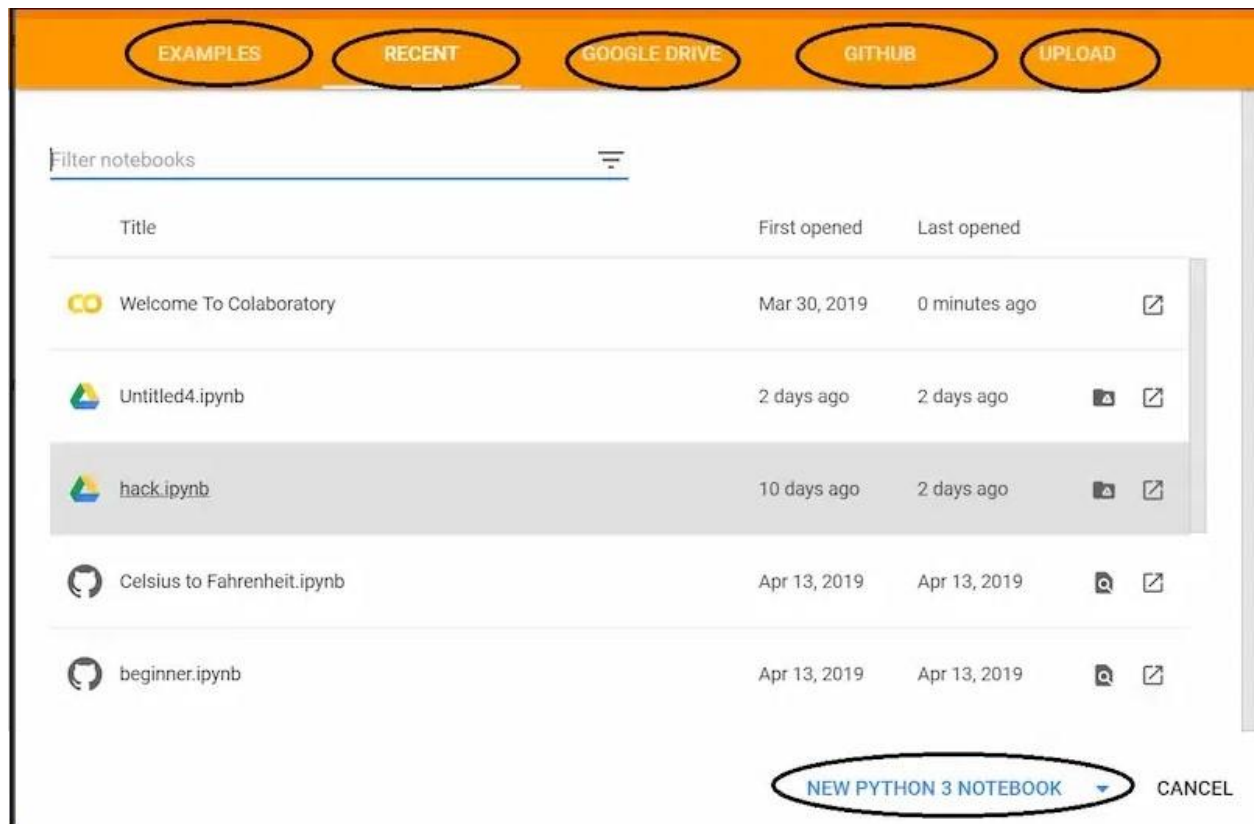 EXAMPLES RECENT GOOGLE DRIVE GITHUB UPLOAD
Filter notebooks
Title First opened Last opened
Welcome To Colaboratory Mar 30, 2019 0 minutes ago
Untitled4.ipynb 2 days ago 2 days ago
hack.ipynb 10 days ago 2 days ago
Celsius to Fahrenheit.ipynb Apr 13, 2019 Apr 13, 2019
beginner.ipynb Apr 13, 2019 Apr 13, 2019
NEW PYTHON 3 NOTEBOOK CANCEL